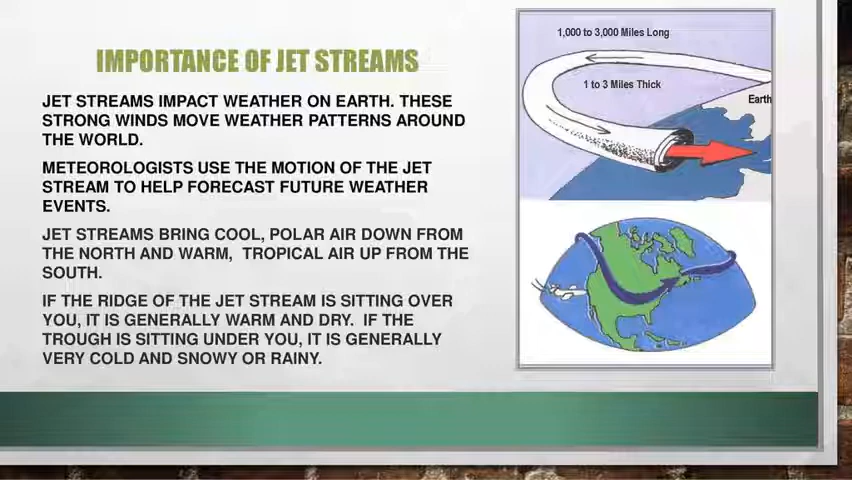 IMPORTANCE OF JET STREAMS
JET STREAMS IMPACT WEATHER ON EARTH. THESE
STRONG WINDS MOVE WEATHER PATTERNS AROUND
THE WORLD.
METEOROLOGISTS USE THE MOTION OF THE JET
STREAM TO HELP FORECAST FUTURE WEATHER
EVENTS.
JET STREAMS BRING COOL, POLAR AIR DOWN FROM
THE NORTH AND WARM, TROPICAL AIR UP FROM THE
SOUTH.
IF THE RIDGE OF THE JET STREAM IS SITTING OVER
YOU, IT IS GENERALLY WARM AND DRY. IF THE
TROUGH IS SITTING UNDER YOU, IT IS GENERALLY
VERY COLD AND SNOWY OR RAINY.
1,000 to 3,000 Miles Long
1 to 3 Miles Thick
Earth